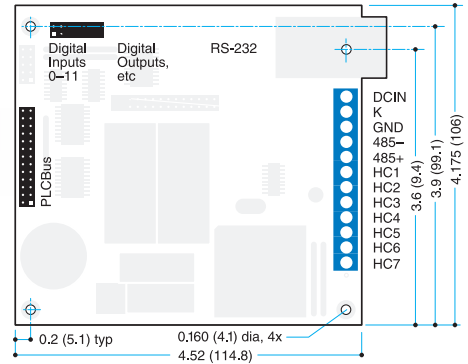 Digital
Inputs
0–11
Digital
Outputs,
etc
RS-232
PLCBus
DCIN
K
GND
485–
485+
HC1
HC2
HC3
HC4
HC5
HC6
HC7
3.6 (9.4)
3.9 (99.1)
4.175 (106)
0.2 (5.1) typ
0.160 (4.1) dia, 4x
4.52 (114.8)